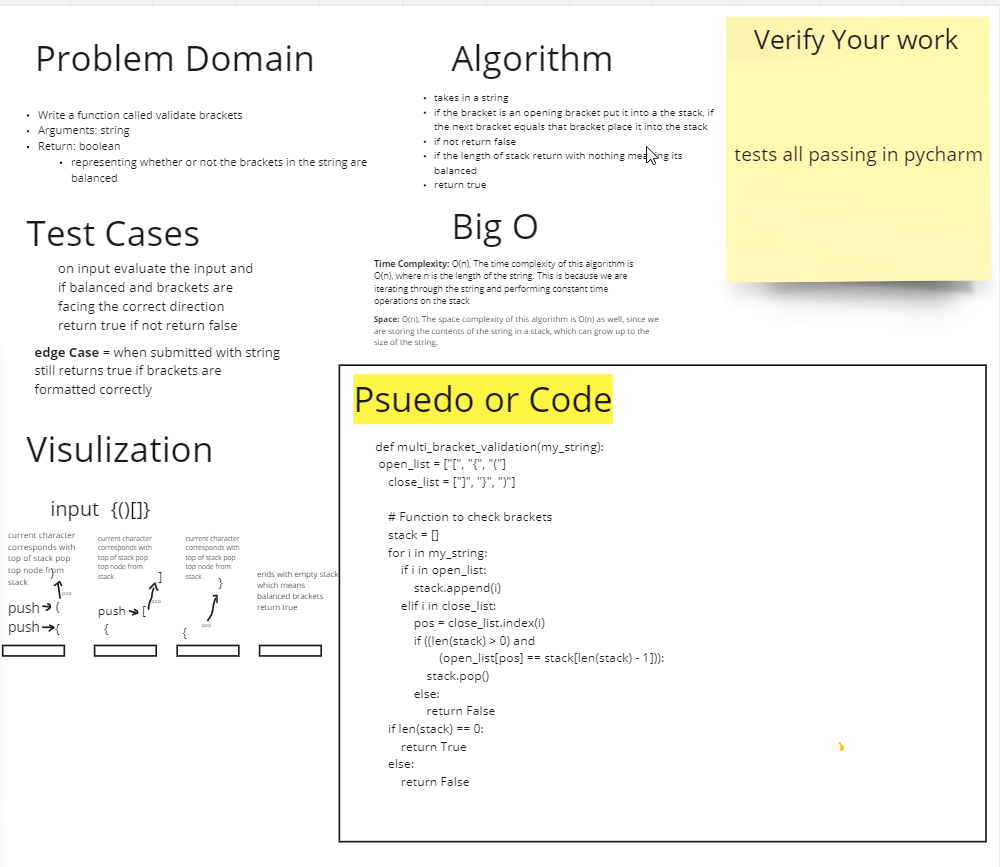 Problem Domain
Write a function called validate brackets
Arguments: string
Return: boolean
representing whether or not the brackets in the string are
balanced
Algorithm
takes in a string
if the bracket is an opening bracket put it into a the stack, if
the next bracket equals that bracket place it into the stack
if not return false
if the length of stack return with nothing meaning its
balanced
return true
Verify Your work
tests all passing in pycharm
Test Cases
on input evaluate the input and
if balanced and brackets are
facing the correct direction
return true if not return false
edge Case = when submitted with string
still returns true if brackets are
formatted correctly
Big O
Time Complexity: O(n), The time complexity of this algorithm is
O(n), where n is the length of the string. This is because we are
iterating through the string and performing constant time
operations on the stack
Space: O(n), The space complexity of this algorithm is O(n) as well, since we
are storing the contents of the string in a stack, which can grow up to the
size of the string.
Visulization
input {()[]}
current character
corresponds with
top of stack pop
top node from
stack
)
pop
push ( 
push {
current character
corresponds with
top of stack pop
top node from
stack
]
pop
push [
{
current character
corresponds with
top of stack pop
top node from
stack
}
pop
{
ends with empty stack
which means
balanced brackets
return true
Psuedo or Code
def multi_bracket_validation(my_string):
open_list = ["[", "{", "("]
close_list = ["]", "}", ")"]
# Function to check brackets
stack = []
for i in my_string:
if i in open_list:
stack.append(i)
elif i in close_list:
pos = close_list.index(i)
if ((len(stack) > 0) and
(open_list[pos] == stack[len(stack) - 1])):
stack.pop()
else:
return False
if len(stack) == 0:
return True
else:
return False